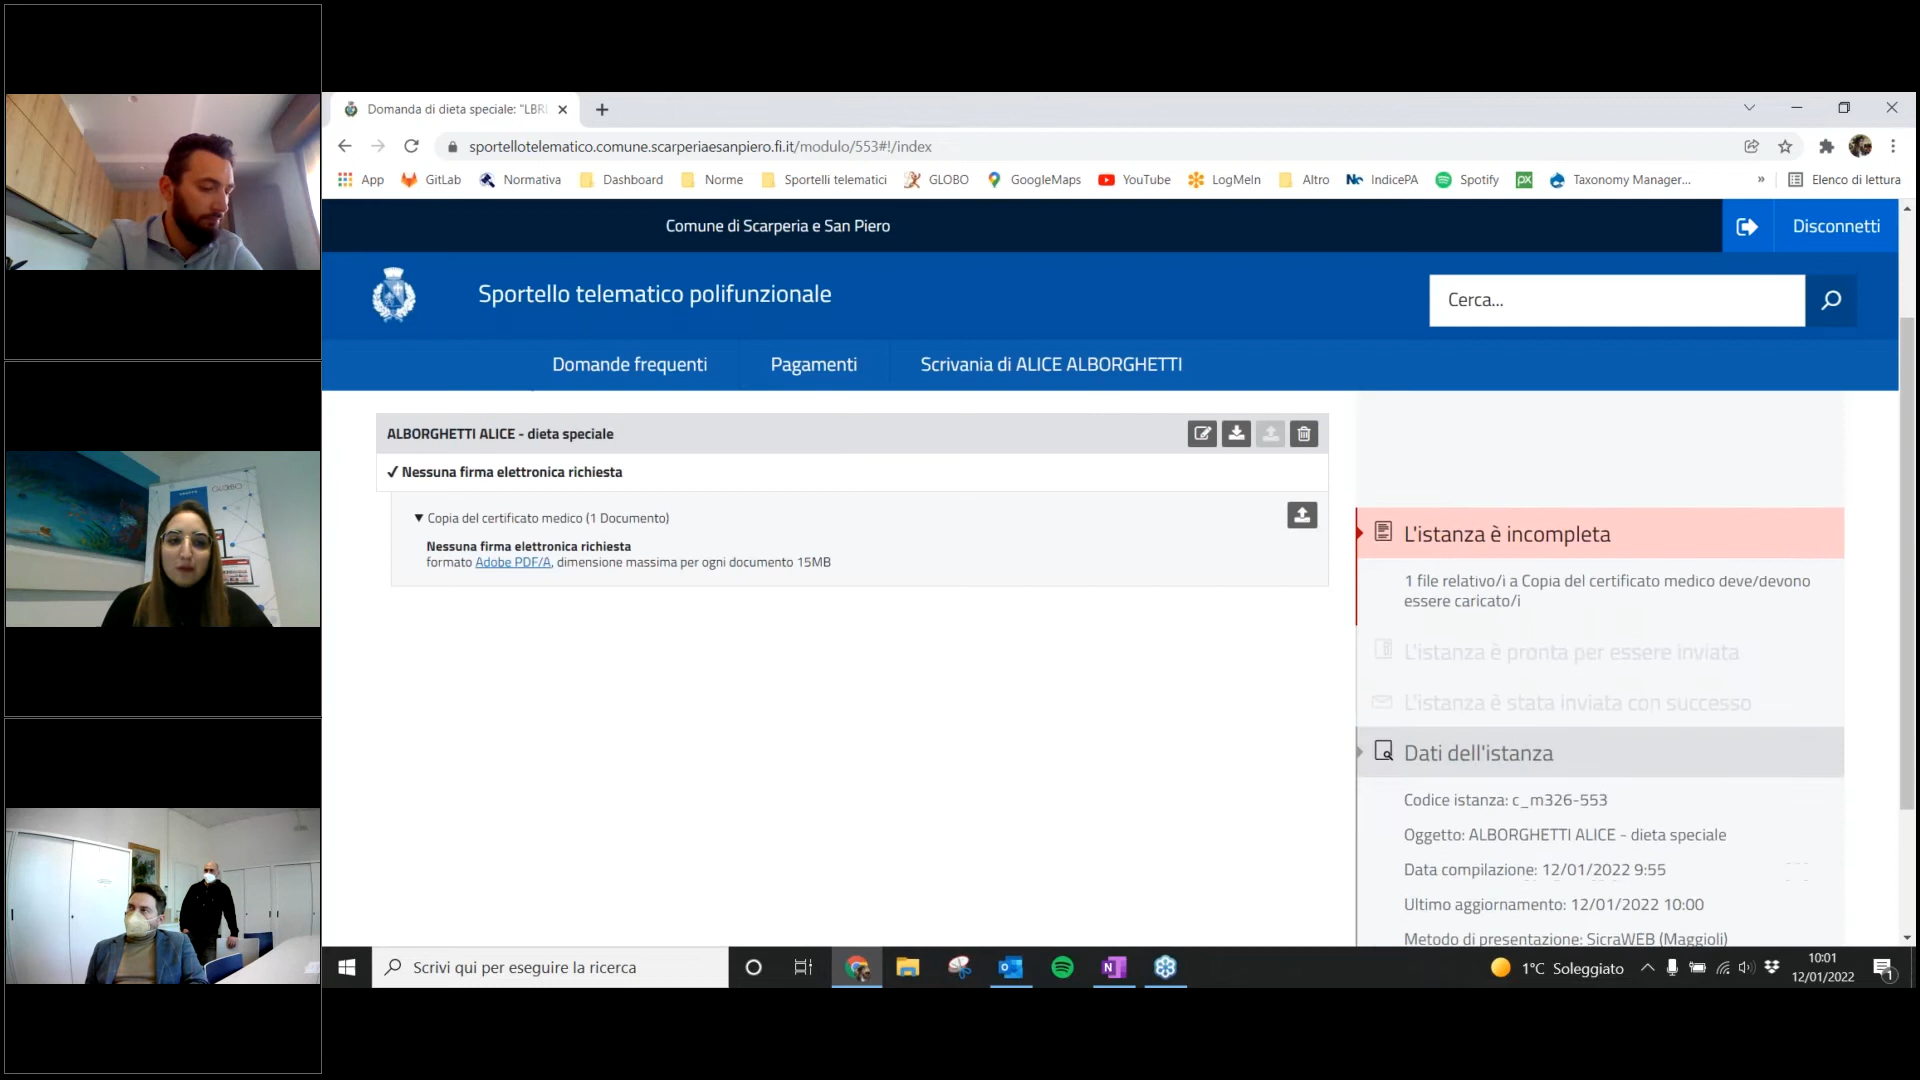 Domanda di dieta speciale: "LBR
sportellotelematico.comune.scarperiaesanpiero.fi.it/modulo/553#!/index
App
GitLab
Normativa
Dashboard
Norme
Sportelli telematici
GLOBO
GoogleMaps
YouTube
LogMeIn
Altro
IndicePA
Spotify
Taxonomy Manager...
»
Elenco di lettura
Comune di Scarperia e San Piero
Disconnetti
Sportello telematico polifunzionale
Cerca...
Domande frequenti
Pagamenti
Scrivania di ALICE ALBORGHETTI
ALBORGHETTI ALICE - dieta speciale
✓ Nessuna firma elettronica richiesta
▼ Copia del certificato medico (1 Documento)
Nessuna firma elettronica richiesta
formato Adobe PDF/A, dimensione massima per ogni documento 15MB
L'istanza è incompleta
1 file relativo/i a Copia del certificato medico deve/devono
essere caricato/i
L'istanza è pronta per essere inviata
L'istanza è stata inviata con successo
Dati dell'istanza
Codice istanza: c_m326-553
Oggetto: ALBORGHETTI ALICE - dieta speciale
Data compilazione: 12/01/2022 9:55
Ultimo aggiornamento: 12/01/2022 10:00
Metodo di presentazione: SicraWEB (Maggioli)
Scrivi qui per eseguire la ricerca
1°C Soleggiato
10:01
12/01/2022
1